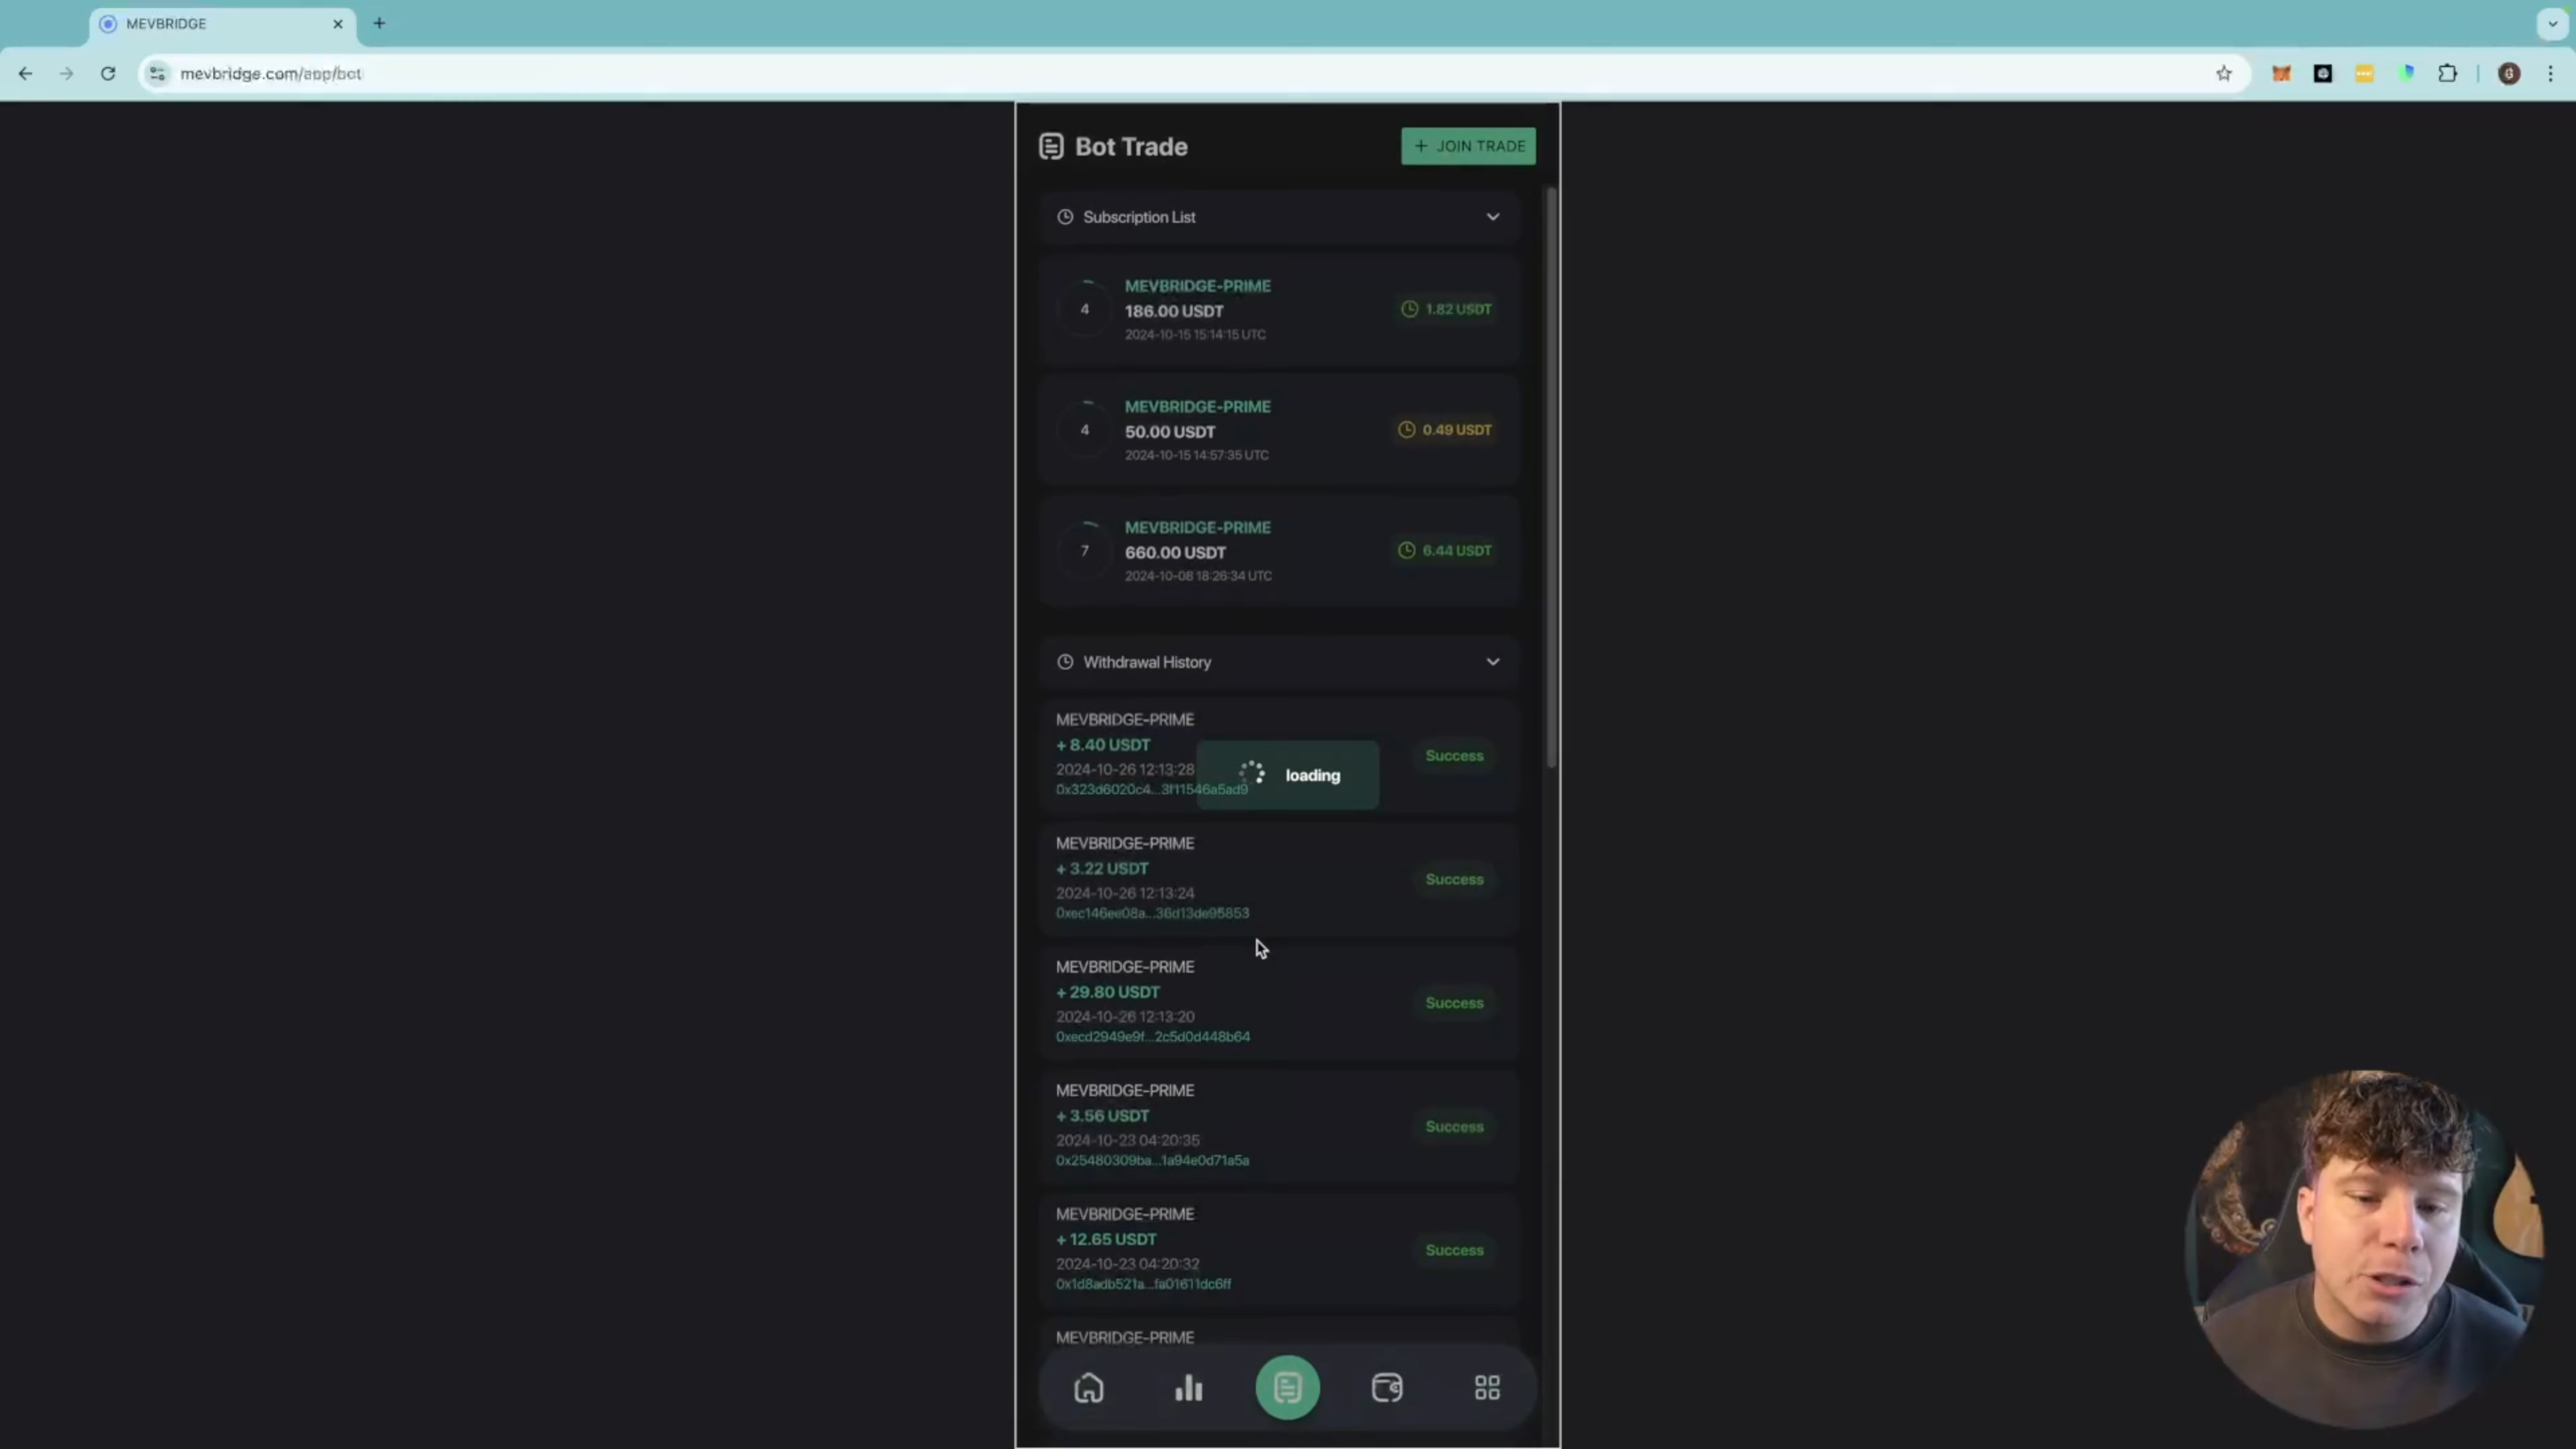 MEVBRIDGE
mevbridge.com/app/bot
Bot Trade
+ JOIN TRADE
Subscription List
4
MEVBRIDGE-PRIME
186.00 USDT
2024-10-15 15:14:15 UTC
1.82 USDT
4
MEVBRIDGE-PRIME
50.00 USDT
2024-10-15 14:57:35 UTC
0.49 USDT
7
MEVBRIDGE-PRIME
660.00 USDT
2024-10-08 18:26:34 UTC
6.44 USDT
Withdrawal History
MEVBRIDGE-PRIME
+ 8.40 USDT
2024-10-26 12:13:28
0x323d6020c4...3f11546a5ad9
Success
loading
MEVBRIDGE-PRIME
+ 3.22 USDT
2024-10-26 12:13:24
0xec146ee08a...36d13de95853
Success
MEVBRIDGE-PRIME
+ 29.80 USDT
2024-10-26 12:13:20
0xecd2949e9f...2c5d0d448b64
Success
MEVBRIDGE-PRIME
+ 3.56 USDT
2024-10-23 04:20:35
0x25480309ba...1a94e0d71a5a
Success
MEVBRIDGE-PRIME
+ 12.65 USDT
2024-10-23 04:20:32
0x1d8adb521a...fa01611dc6ff
Success
MEVBRIDGE-PRIME